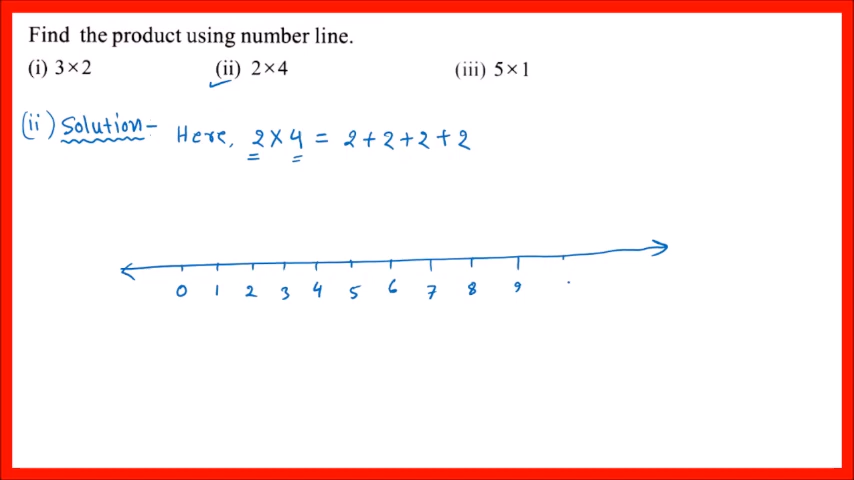 Find the product using number line.
(i) 3×2 (ii) 2×4 (iii) 5×1
(ii) Solution- Here, 2×4 = 2+2+2+2
0 1 2 3 4 5 6 7 8 9